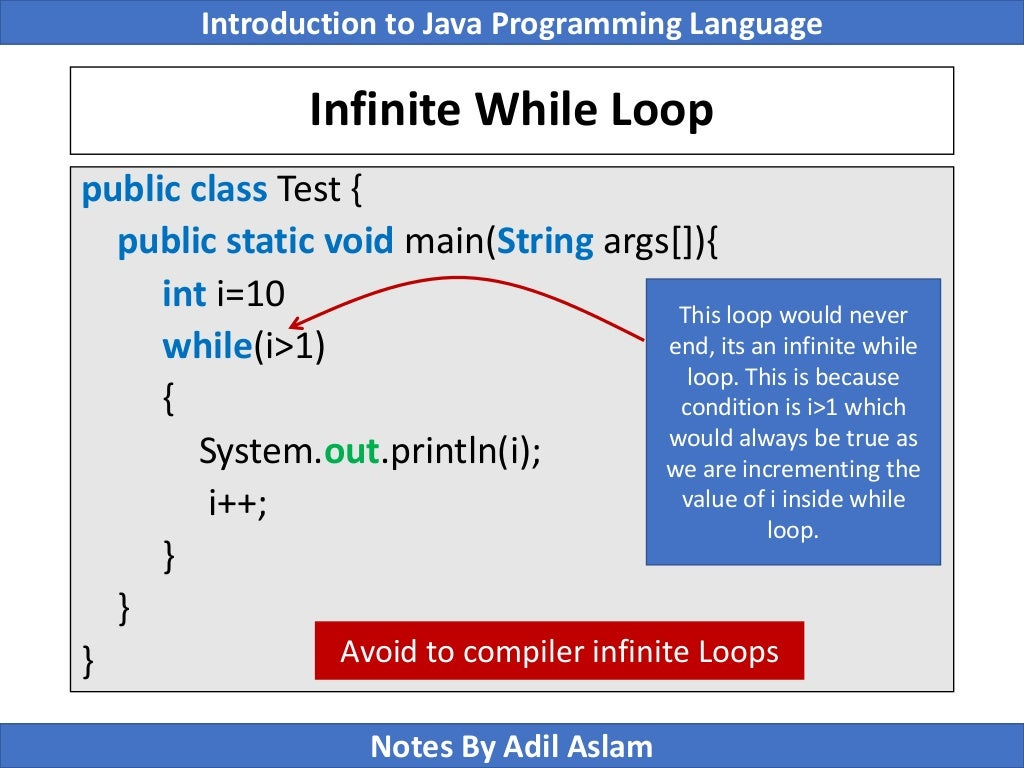 Introduction to Java Programming Language
Infinite While Loop
public class Test {
public static void main(String args[]){
int i=10
while(i>1)
{
System.out.println(i);
i++;
}
}
}
This loop would never
end, its an infinite while
loop. This is because
condition is i>1 which
would always be true as
we are incrementing the
value of i inside while
loop.
Avoid to compiler infinite Loops
Notes By Adil Aslam